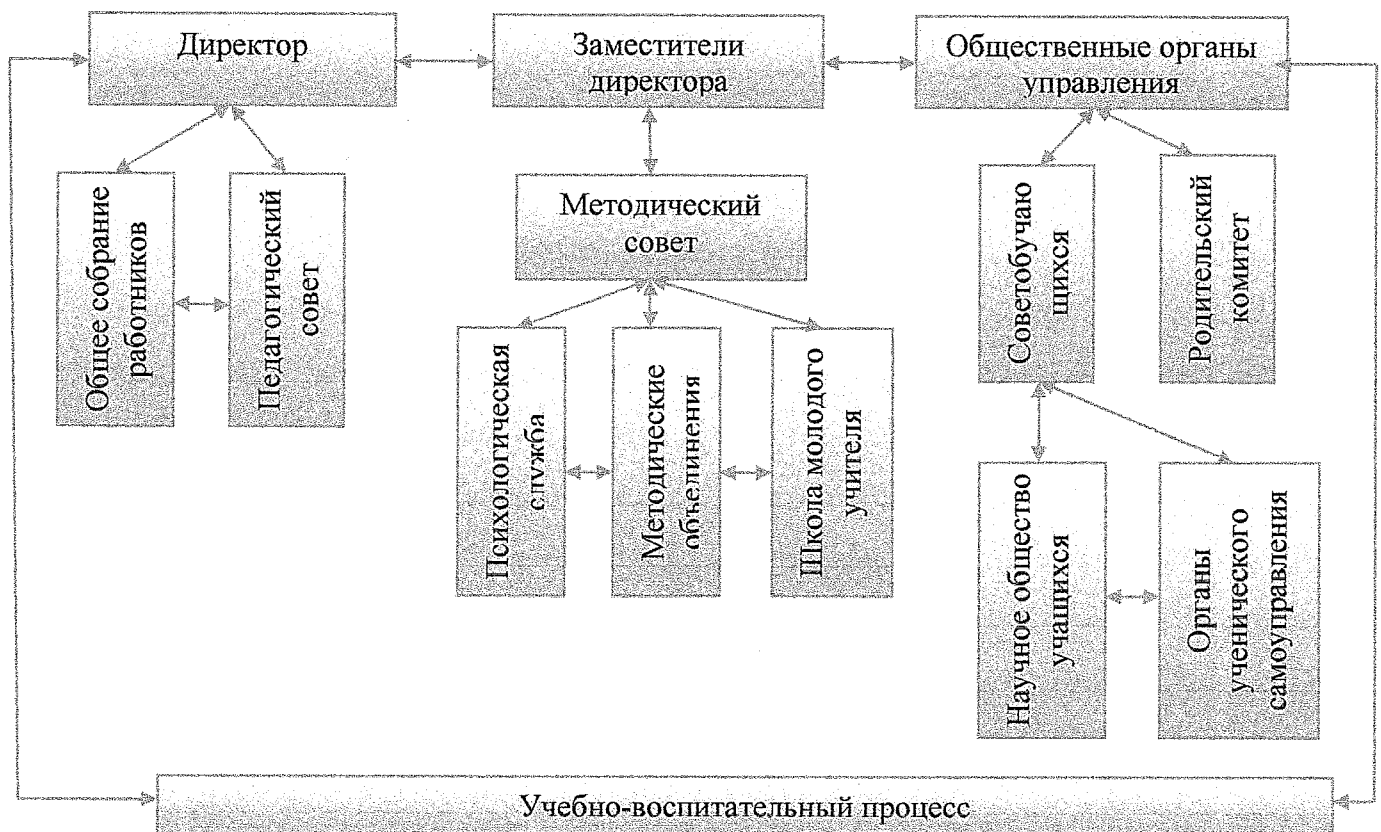 Директор
Заместители
директора
Общественные органы
управления
Общее собрание
работников
Педагогический
совет
Методический
совет
Советобучаю
щихся
Родительский
комитет
Психологическая
служба
Методические
объединения
Школа молодого
учителя
Научное общество
учащихся
Органы
ученического
самоуправления
Учебно-воспитательный процесс